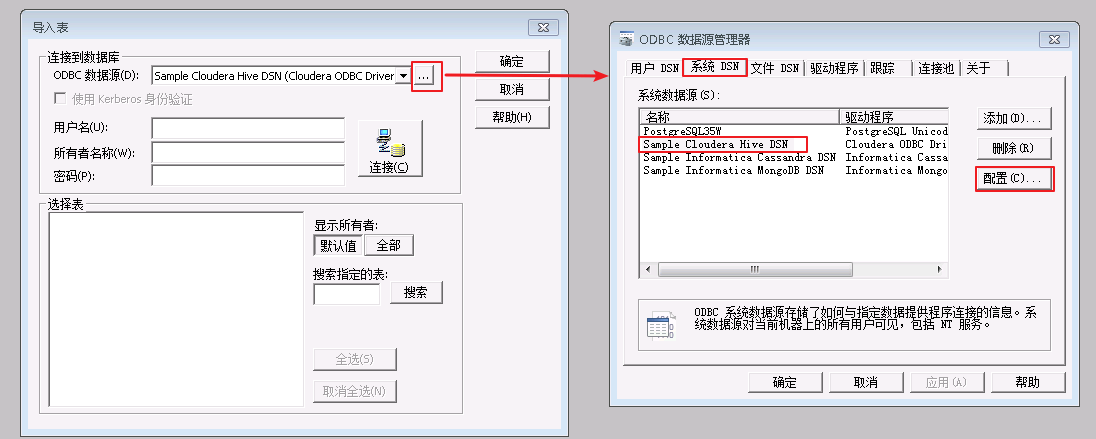 导入表
连接到数据库
ODBC 数据源(D):
Sample Cloudera Hive DSN (Cloudera ODBC Driver
...
使用 Kerberos 身份验证
用户名(U):
所有者名称(W):
密码(P):
连接(C)
确定
取消
帮助(H)
选择表
显示所有者:
默认值
全部
搜索指定的表:
搜索
全选(S)
取消全选(N)
ODBC 数据源管理器
用户 DSN
系统 DSN
文件 DSN
驱动程序
跟踪
连接池
关于
系统数据源(S):
名称 驱动程序
PostgreSQL35W PostgreSQL Unicod
Sample Cloudera Hive DSN Cloudera ODBC Dri
Sample Informatica Cassandra DSN Informatica Cassa
Sample Informatica MongoDB DSN Informatica Mongo
添加(D)...
删除(R)
配置(C)...
ODBC 系统数据源存储了如何与指定数据提供程序连接的信息。系
统数据源对当前机器上的所有用户可见，包括 NT 服务。
确定
取消
应用(A)
帮助